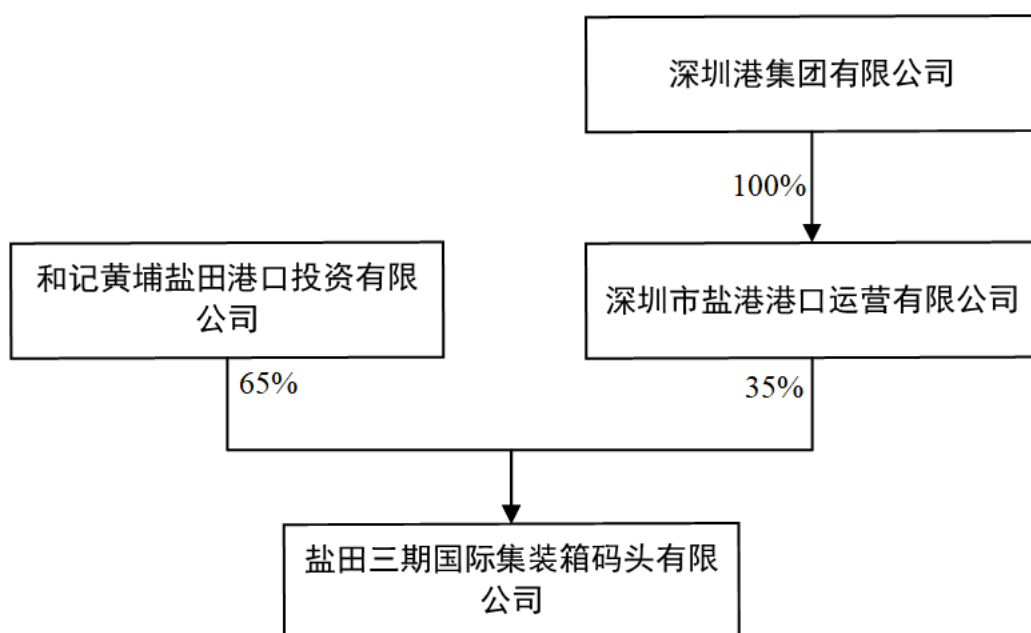 深圳港集团有限公司
100%
和记黄埔盐田港口投资有限
公司
深圳市盐港港口运营有限公司
65%
35%
盐田三期国际集装箱码头有限
公司